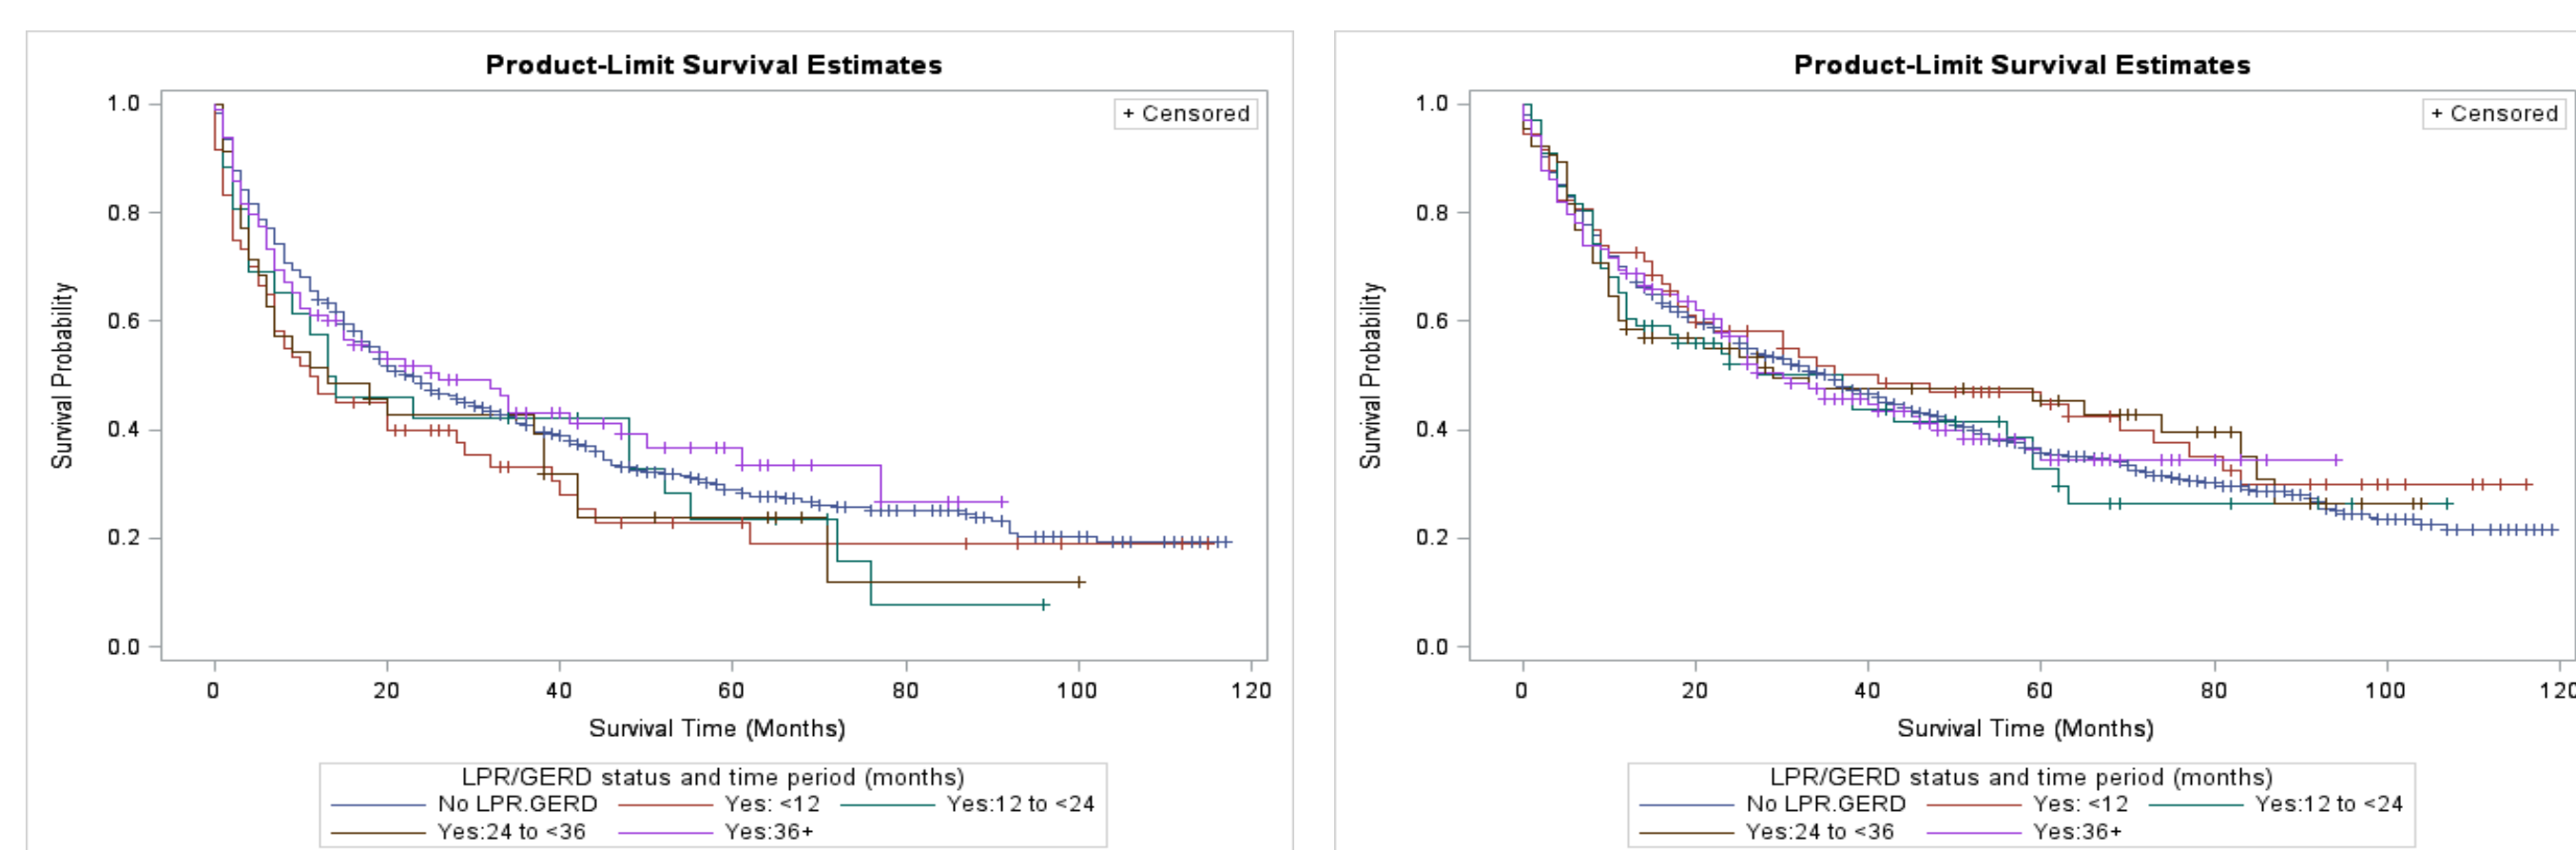 Product-Limit Survival Estimates
+ Censored
1.0
0.8
0.6
0.4
0.2
0.0
Survival Probability
0 20 40 60 80 100 120
Survival Time (Months)
LPR/GERD status and time period (months)
No LPR.GERD Yes: <12 Yes:12 to <24
Yes:24 to <36 Yes:36+
Product-Limit Survival Estimates
+ Censored
1.0
0.8
0.6
0.4
0.2
0.0
Survival Probability
0 20 40 60 80 100 120
Survival Time (Months)
LPR/GERD status and time period (months)
No LPR.GERD Yes: <12 Yes:12 to <24
Yes:24 to <36 Yes:36+